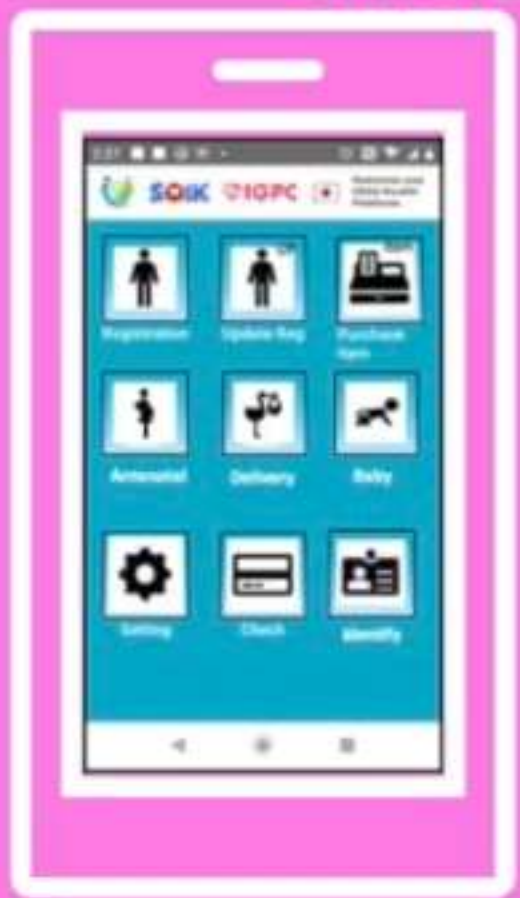 SOIK IGPC
Registration Update Reg Purchase
Item
Antenatal Delivery Baby
Setting Check Identify